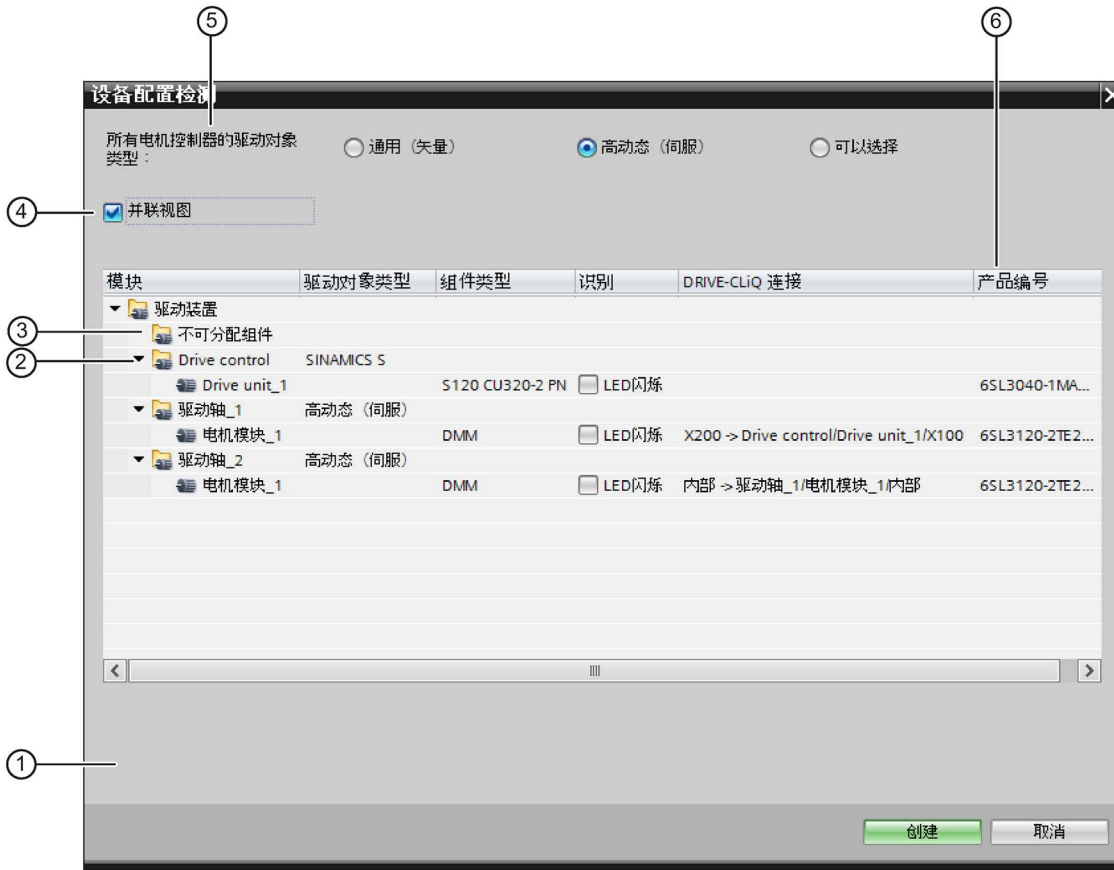 ⑤
⑥
设备配置检测
所有电机控制器的驱动对象
类型：
通用（矢量）
高动态（伺服）
可以选择
④
并联视图
模块 驱动对象类型 组件类型 识别 DRIVE-CLiQ 连接 产品编号
驱动装置
③
不可分配组件
②
Drive control SINAMICS S
Drive unit_1 S120 CU320-2 PN LED闪烁 6SL3040-1MA...
驱动轴_1 高动态（伺服）
电机模块_1 DMM LED闪烁 X200 -> Drive control/Drive unit_1/X100 6SL3120-2TE2...
驱动轴_2 高动态（伺服）
电机模块_1 DMM LED闪烁 内部 -> 驱动轴_1/电机模块_1/内部 6SL3120-2TE2...
①
创建 取消